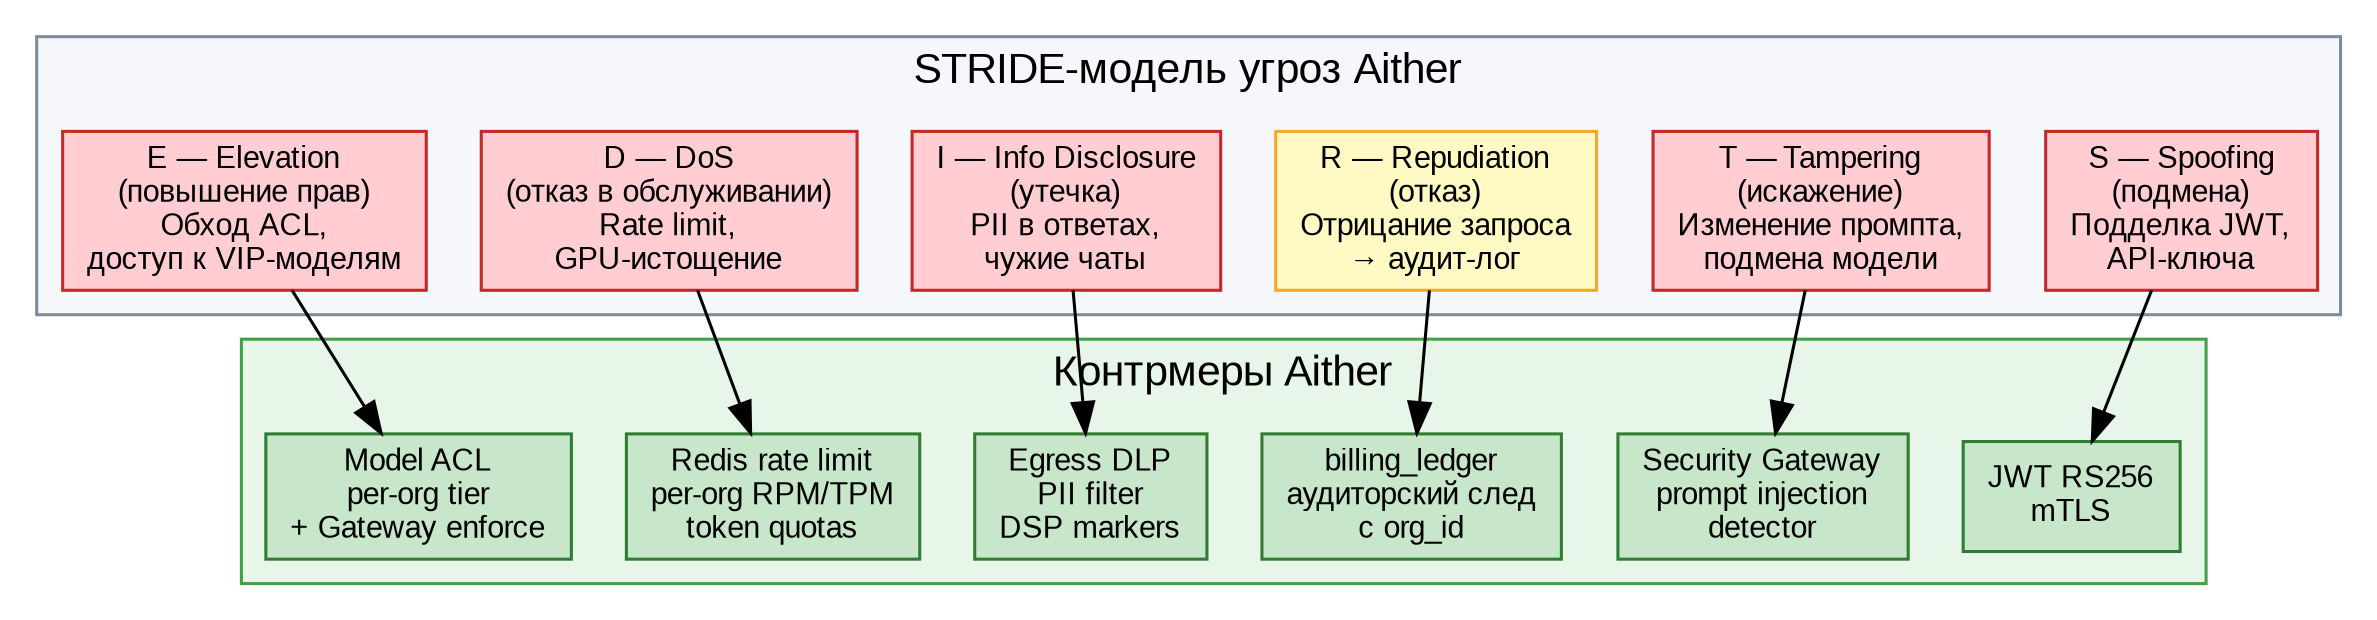 STRIDE-модель угроз Aither
E — Elevation
(повышение прав)
Обход ACL,
доступ к VIP-моделям
D — DoS
(отказ в обслуживании)
Rate limit,
GPU-истощение
I — Info Disclosure
(утечка)
PII в ответах,
чужие чаты
R — Repudiation
(отказ)
Отрицание запроса
→ аудит-лог
T — Tampering
(искажение)
Изменение промпта,
подмена модели
S — Spoofing
(подмена)
Подделка JWT,
API-ключа
Контрмеры Aither
Model ACL
per-org tier
+ Gateway enforce
Redis rate limit
per-org RPM/TPM
token quotas
Egress DLP
PII filter
DSP markers
billing_ledger
аудиторский след
с org_id
Security Gateway
prompt injection
detector
JWT RS256
mTLS